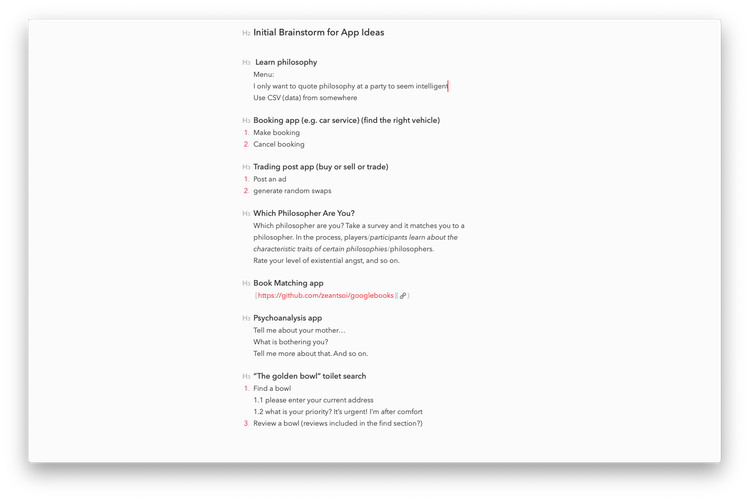 H2 Initial Brainstorm for App Ideas
H3 Learn philosophy
Menu:
I only want to quote philosophy at a party to seem intelligent
Use CSV (data) from somewhere
H3 Booking app (e.g. car service) (find the right vehicle)
1. Make booking
2. Cancel booking
H3 Trading post app (buy or sell or trade)
1. Post an ad
2. generate random swaps
H3 Which Philosopher Are You?
Which philosopher are you? Take a survey and it matches you to a
philosopher. In the process, players/participants learn about the
characteristic traits of certain philosophies/philosophers.
Rate your level of existential angst, and so on.
H3 Book Matching app
[https://github.com/zeantsoi/googlebooks]( )
H3 Psychoanalysis app
Tell me about your mother...
What is bothering you?
Tell me more about that. And so on.
H3 "The golden bowl" toilet search
1. Find a bowl
1.1 please enter your current address
1.2 what is your priority? It's urgent! I'm after comfort
3. Review a bowl (reviews included in the find section?)